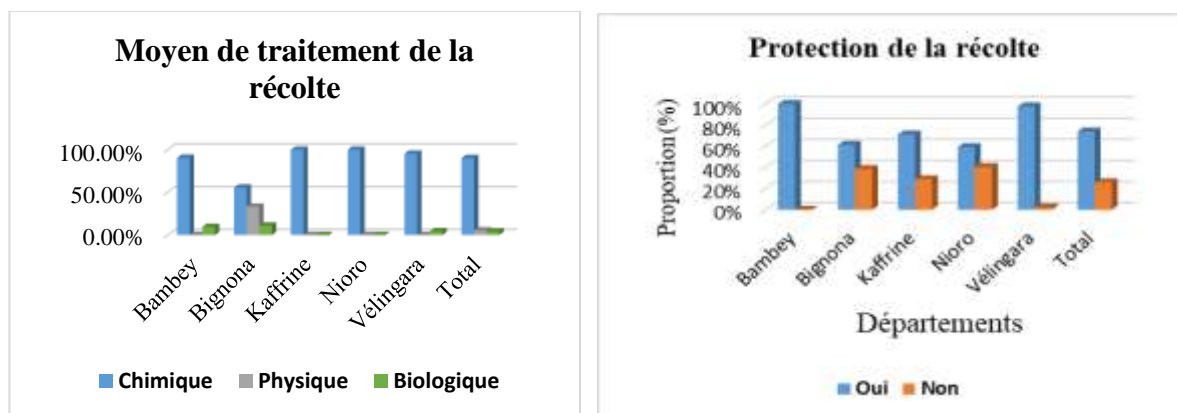 Moyen de traitement de la
récolte
100.00%
50.00%
0.00%
Bambey
Bignona
Kaffrine
Nioro
Vélingara
Total
Chimique Physique Biologique
Protection de la récolte
Proportion (%)
100%
80%
60%
40%
20%
0%
Bambey
Bignona
Kaffrine
Nioro
Vélingara
Total
Départements
Oui Non